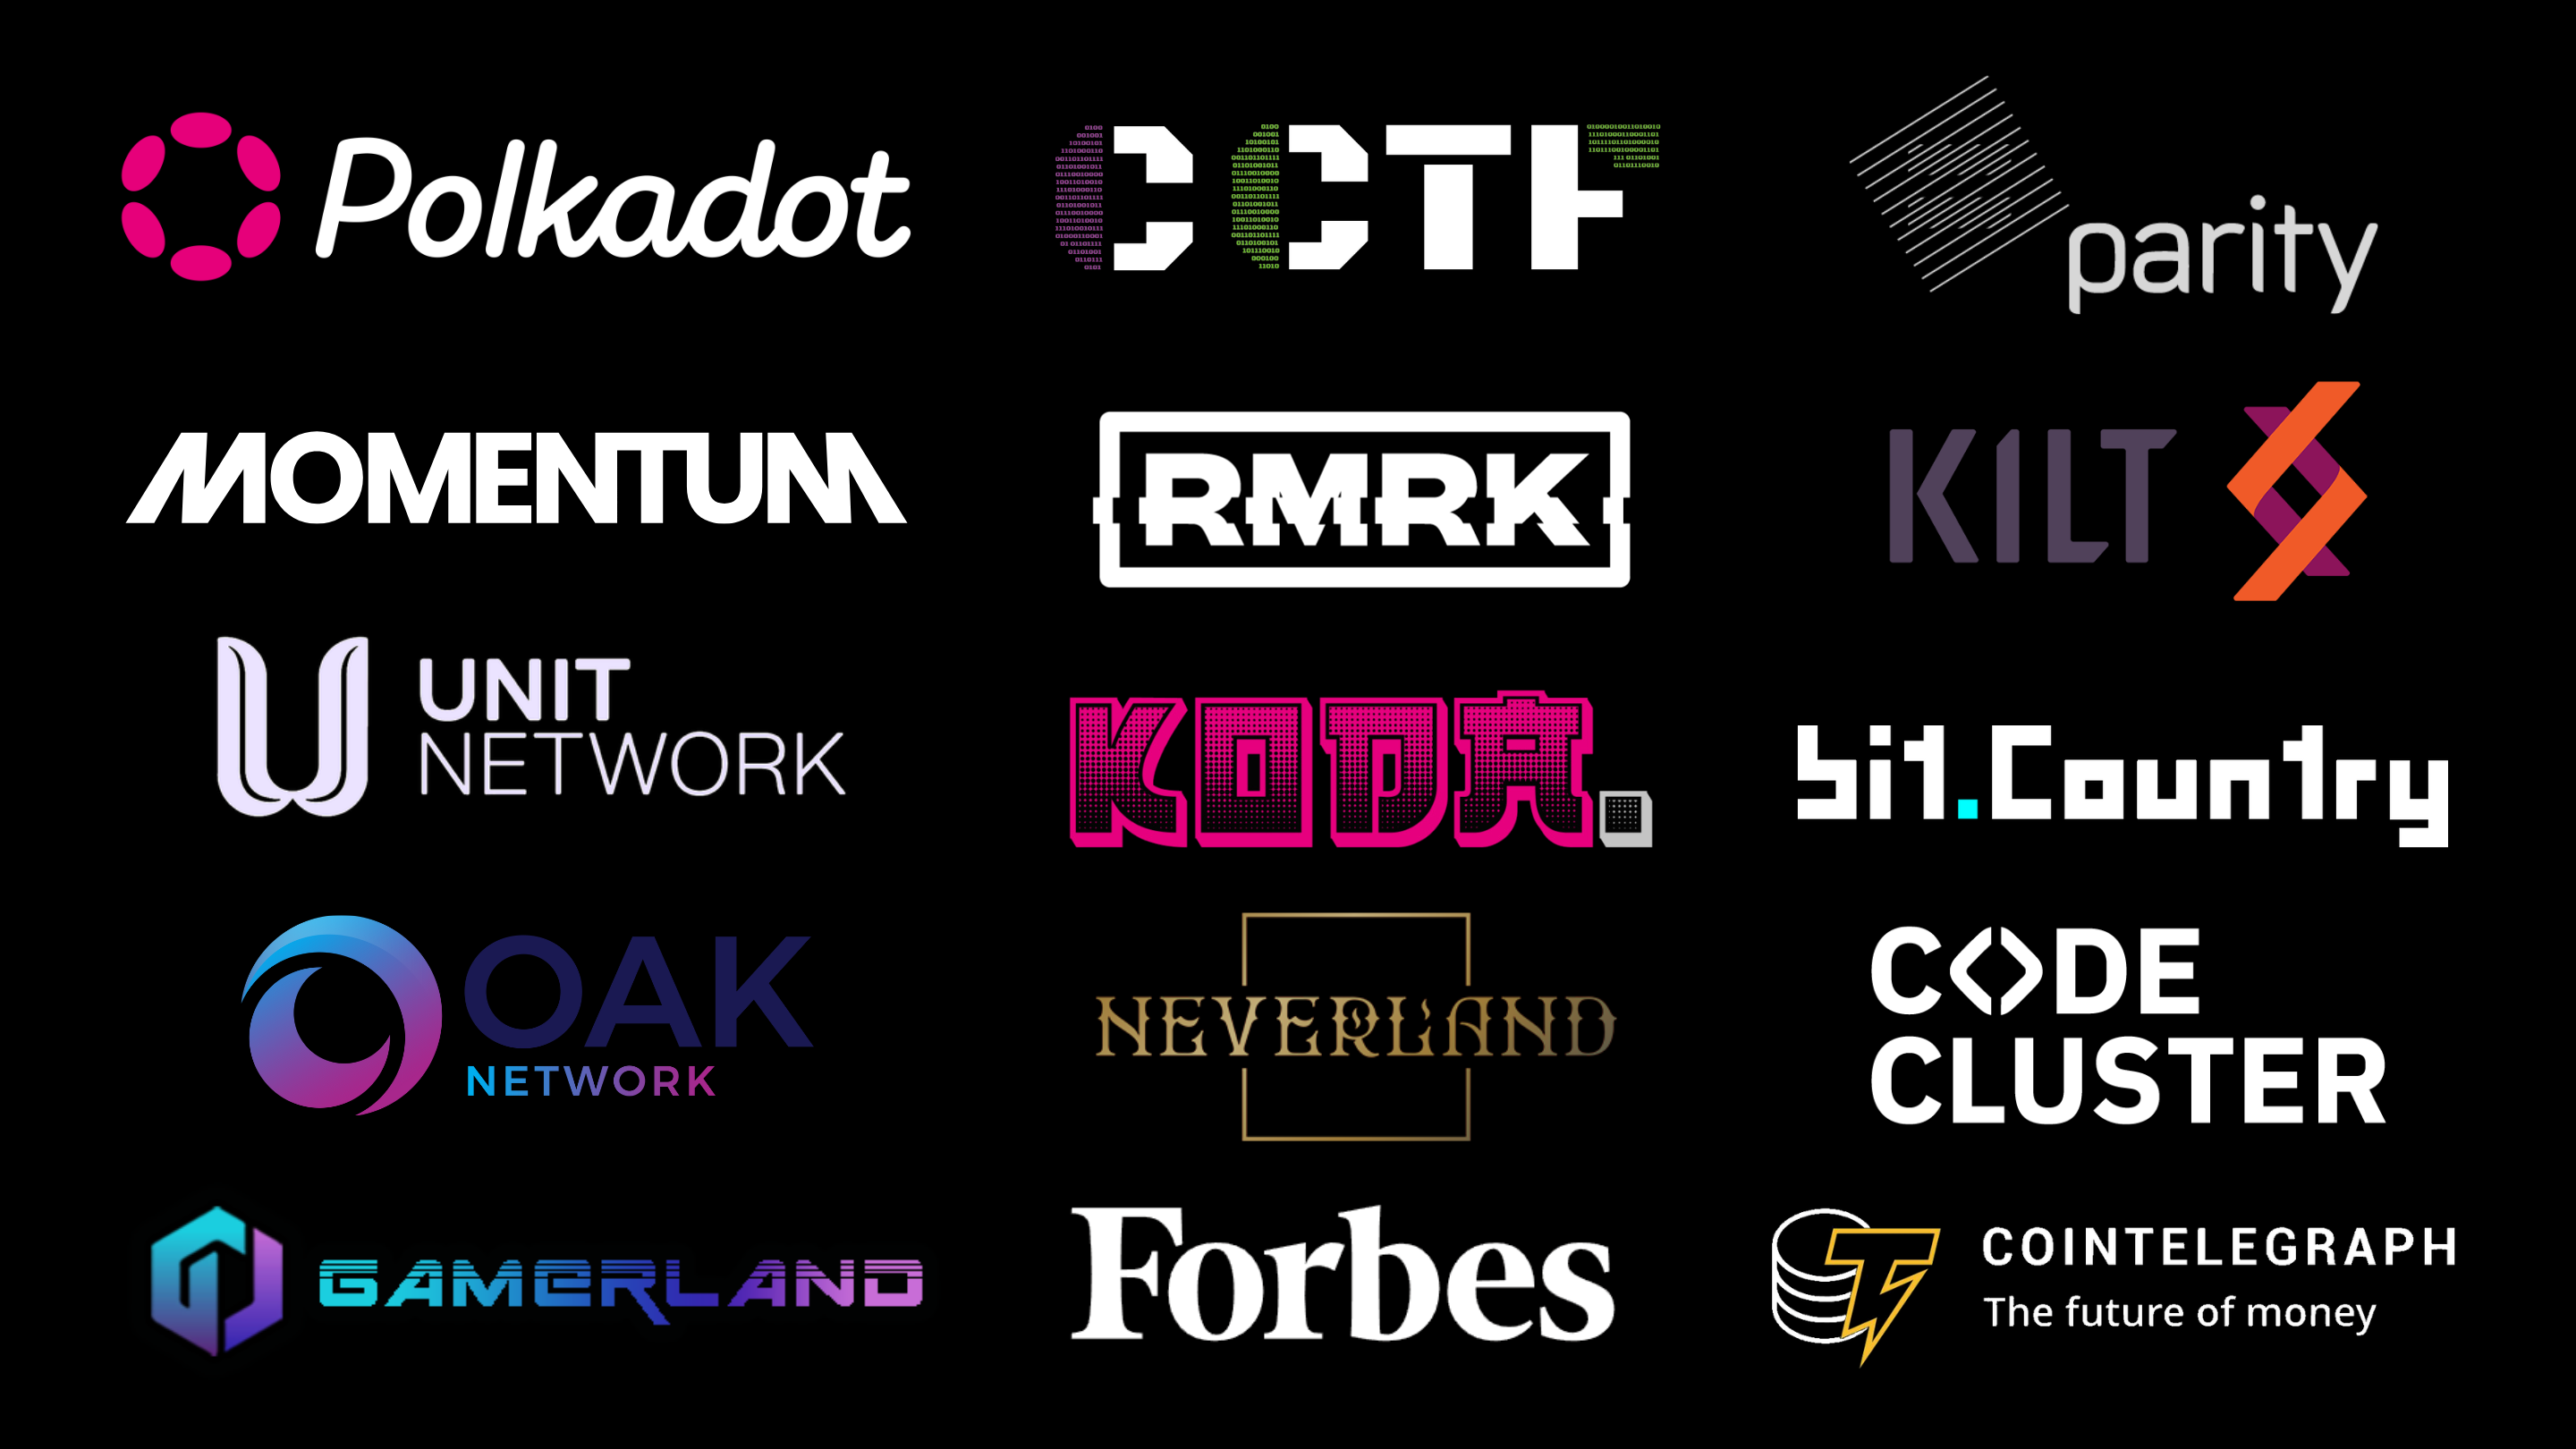 Polkadot
CCTF
parity
MOMENTUM
RMRK
KILT
UNIT
NETWORK
KODA.
bit.Country
OAK
NETWORK
NEVERLAND
CODE
CLUSTER
GAMERLAND
Forbes
COINTELEGRAPH
The future of money